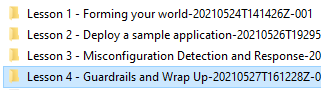 Lesson 1 - Forming your world-20210524T141426Z-001
Lesson 2 - Deploy a sample application-20210526T19295
Lesson 3 - Misconfiguration Detection and Response-20
Lesson 4 - Guardrails and Wrap Up-20210527T161228Z-0